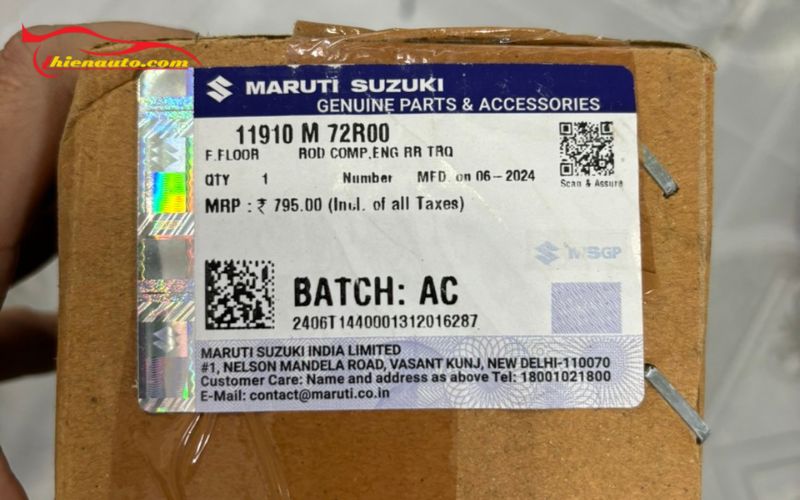 hienauto.com
MARUTI SUZUKI
GENUINE PARTS & ACCESSORIES
11910 M 72R00
F.FLOOR ROD COMP,ENG RR TRQ
QTY 1 Number MFD. on 06-2024
Scan & Assure
MRP : ₹ 795.00 (Incl. of all Taxes)
MSGP
BATCH: AC
2406T1440001312016287
MARUTI SUZUKI INDIA LIMITED
#1, NELSON MANDELA ROAD, VASANT KUNJ, NEW DELHI-110070
Customer Care: Name and address as above Tel: 18001021800
E-Mail: contact@maruti.co.in